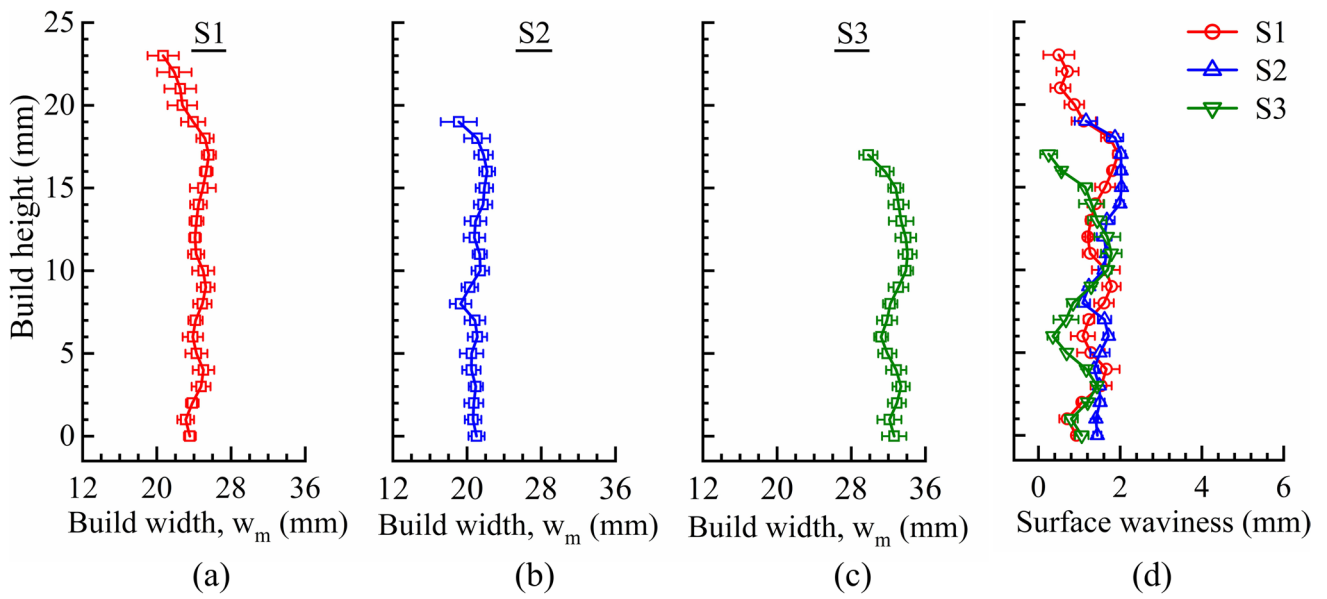 S1
S2
S3
S1
S2
S3
Build height (mm)
25
20
15
10
5
0
12 20 28 36
12 20 28 36
12 20 28 36
0 2 4 6
Build width, wm (mm)
Build width, wm (mm)
Build width, wm (mm)
Surface waviness (mm)
(a)
(b)
(c)
(d)